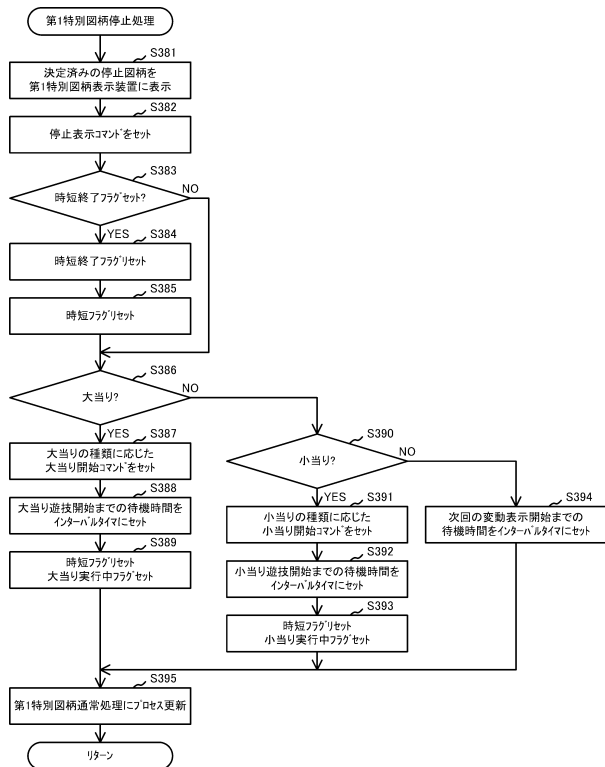 第1特別図柄停止処理
S381
決定済みの停止図柄を
第1特別図柄表示装置に表示
S382
停止表示コマンドをセット
S383
時短終了フラグセット?
NO
YES
S384
時短終了フラグリセット
S385
時短フラグリセット
S386
大当り?
NO
YES
S387
大当りの種類に応じた
大当り開始コマンドをセット
S388
大当り遊技開始までの待機時間を
インターバルタイマにセット
S389
時短フラグリセット
大当り実行中フラグセット
S390
小当り?
NO
YES
S391
小当りの種類に応じた
小当り開始コマンドをセット
S392
小当り遊技開始までの待機時間を
インターバルタイマにセット
S393
時短フラグリセット
小当り実行中フラグセット
S394
次回の変動表示開始までの
待機時間をインターバルタイマにセット
S395
第1特別図柄通常処理にプロセス更新
リターン